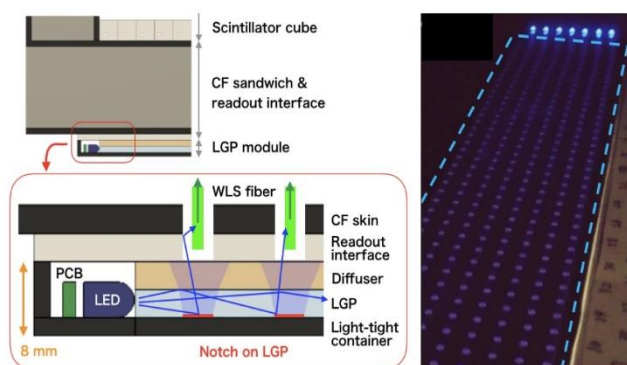 Scintillator cube
CF sandwich &
readout interface
LGP module
WLS fiber
CF skin
Readout
interface
PCB
LED
Diffuser
LGP
Light-tight
container
8 mm
Notch on LGP